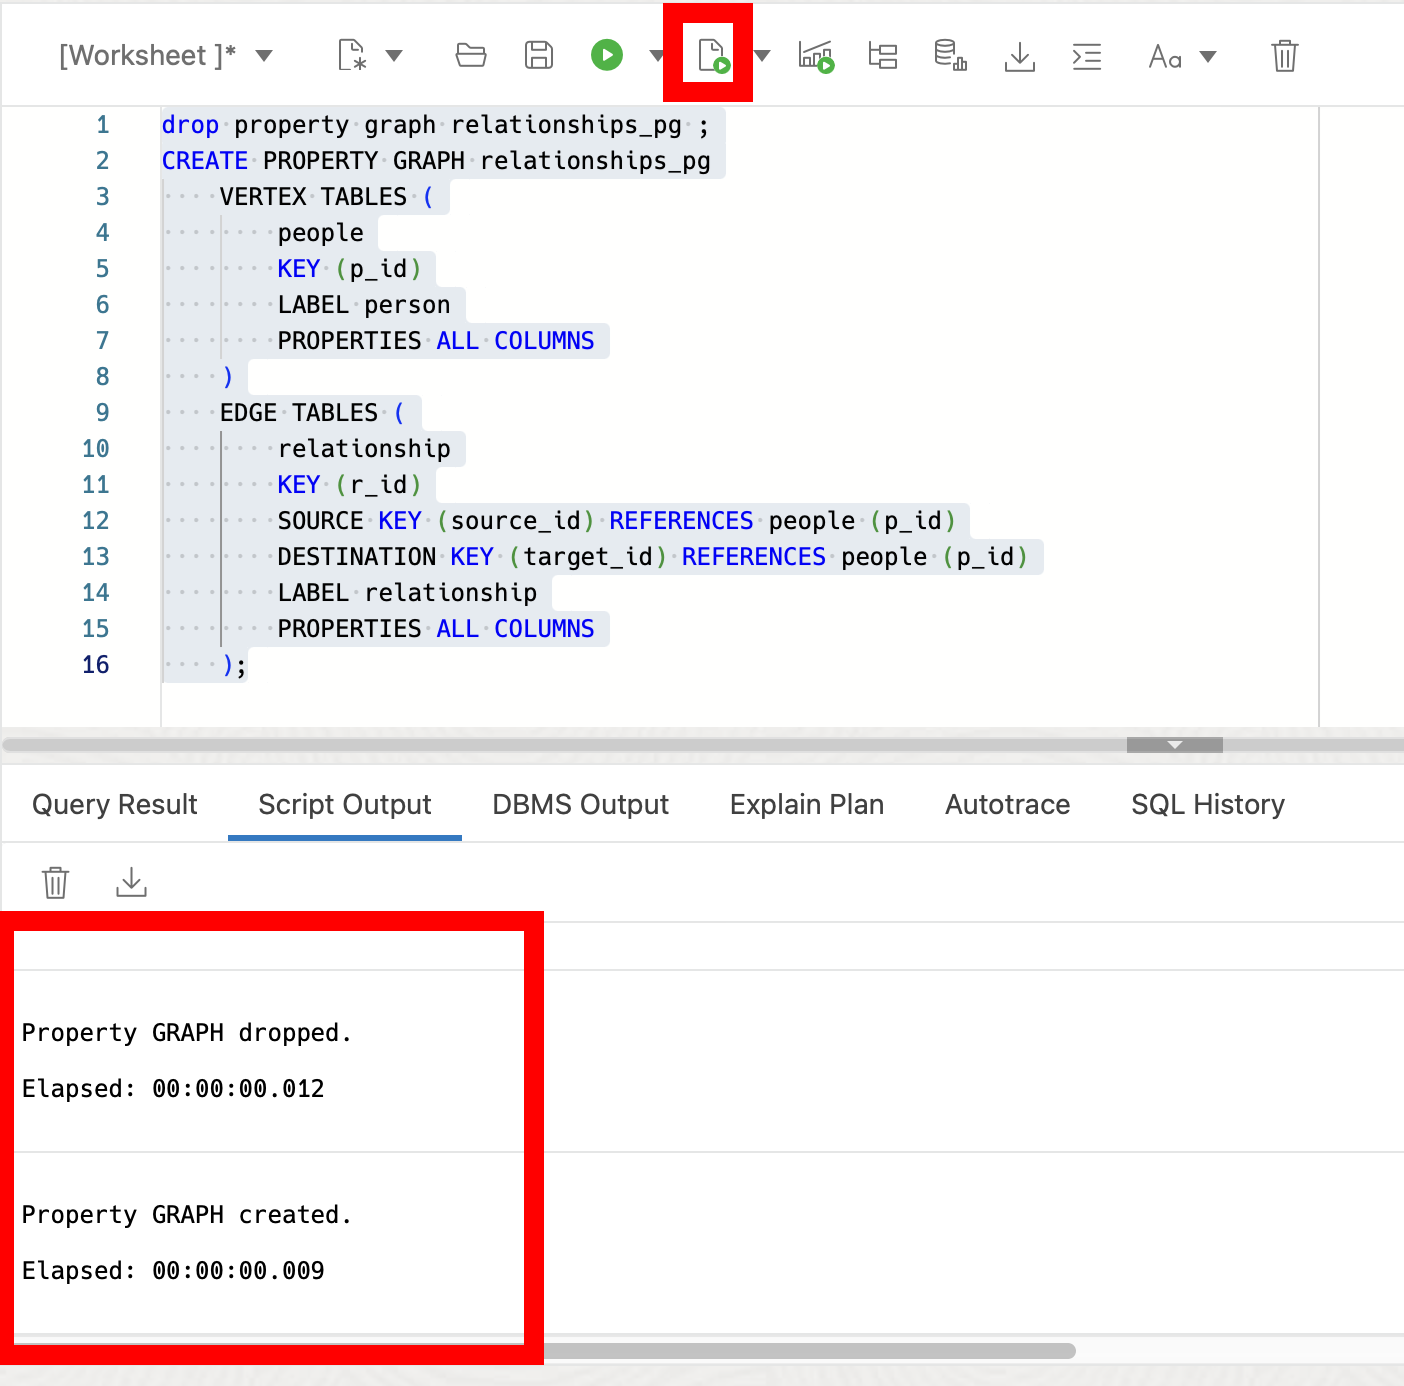 [Worksheet ]*
Aa
1 drop property graph relationships_pg ;
2 CREATE PROPERTY GRAPH relationships_pg
3     VERTEX TABLES (
4         people
5         KEY (p_id)
6         LABEL person
7         PROPERTIES ALL COLUMNS
8     )
9     EDGE TABLES (
10         relationship
11         KEY (r_id)
12         SOURCE KEY (source_id) REFERENCES people (p_id)
13         DESTINATION KEY (target_id) REFERENCES people (p_id)
14         LABEL relationship
15         PROPERTIES ALL COLUMNS
16     );
Query Result Script Output DBMS Output Explain Plan Autotrace SQL History
Property GRAPH dropped.
Elapsed: 00:00:00.012
Property GRAPH created.
Elapsed: 00:00:00.009